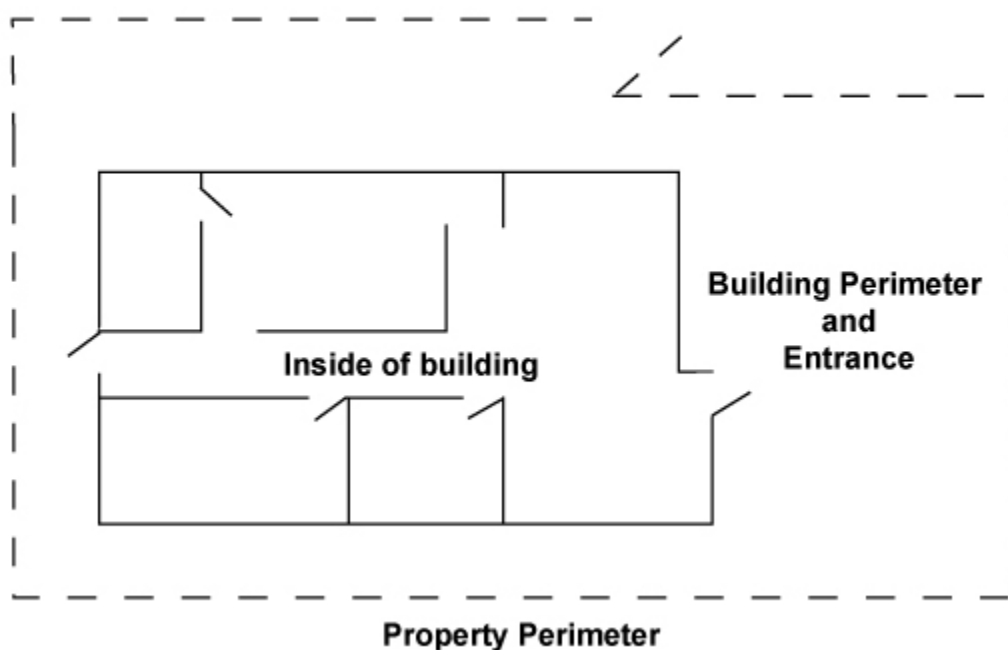 Building Perimeter
and
Entrance
Inside of building
Property Perimeter